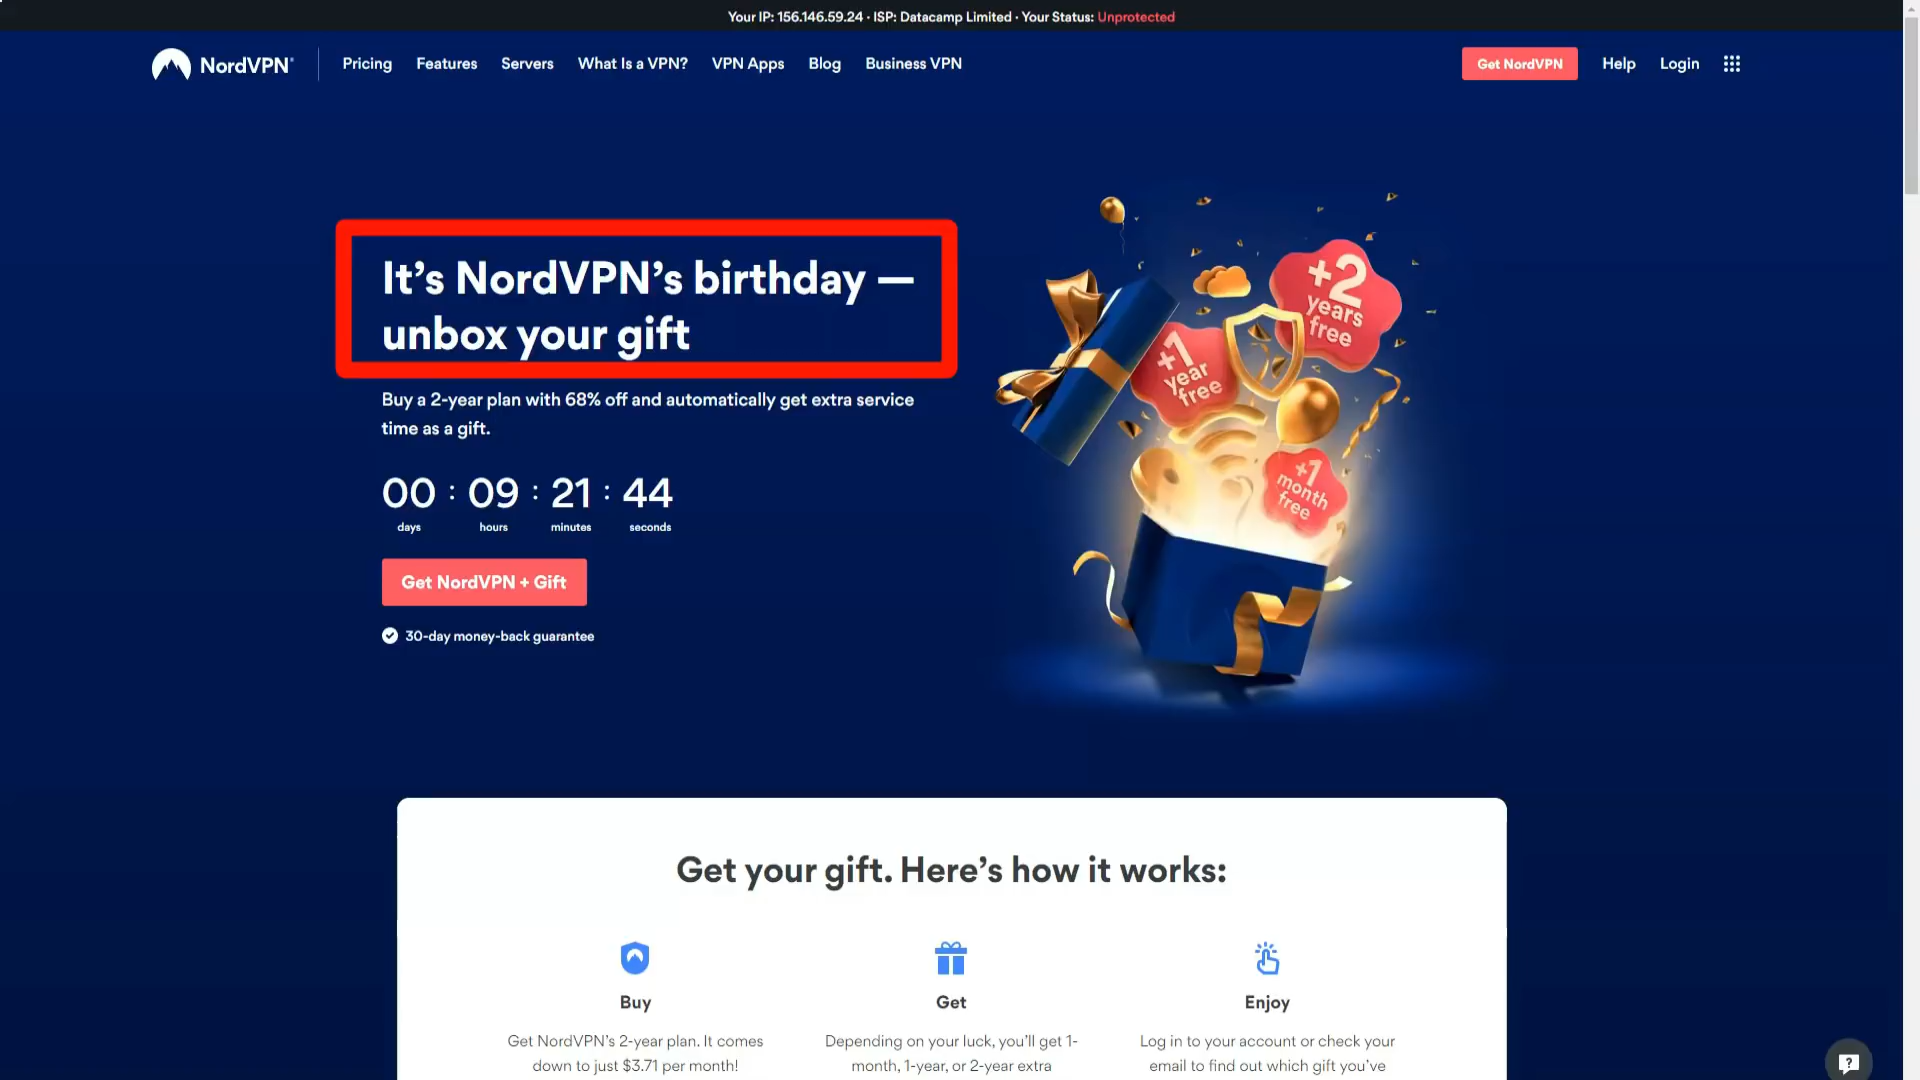 Your IP: 156.146.59.24 · ISP: Datacamp Limited · Your Status: Unprotected
NordVPN®
Pricing
Features
Servers
What Is a VPN?
VPN Apps
Blog
Business VPN
Get NordVPN
Help
Login
It's NordVPN's birthday —
unbox your gift
Buy a 2-year plan with 68% off and automatically get extra service
time as a gift.
00 : 09 : 21 : 44
days hours minutes seconds
Get NordVPN + Gift
30-day money-back guarantee
+2
years
free
+1
year
free
+1
month
free
Get your gift. Here's how it works:
Buy
Get NordVPN's 2-year plan. It comes
down to just $3.71 per month!
Get
Depending on your luck, you'll get 1-
month, 1-year, or 2-year extra
Enjoy
Log in to your account or check your
email to find out which gift you've
?